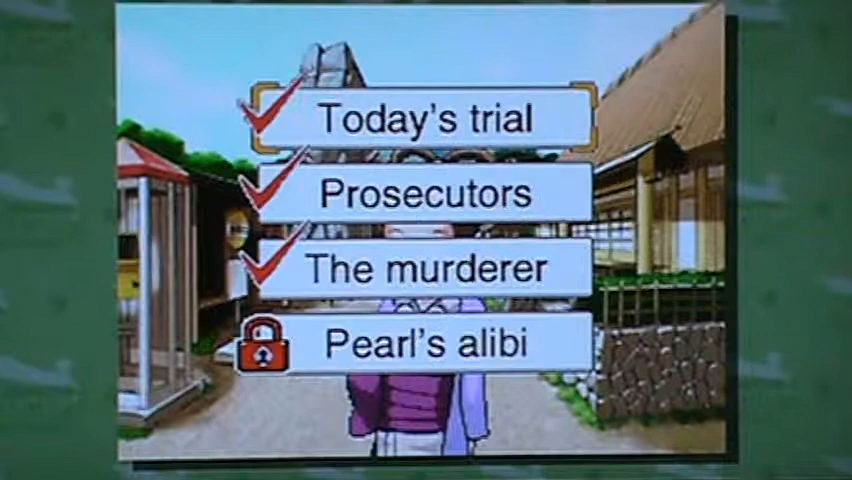 Today's trial
Prosecutors
The murderer
Pearl's alibi